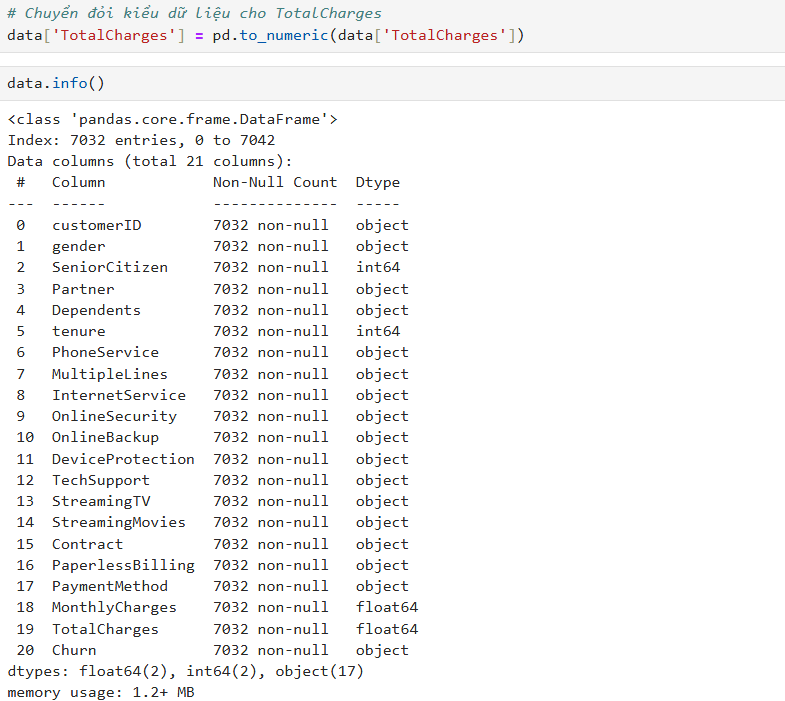 # Chuyển đỏi kiểu dữ liệu cho TotalCharges
data['TotalCharges'] = pd.to_numeric(data['TotalCharges'])
data.info()
<class 'pandas.core.frame.DataFrame'>
Index: 7032 entries, 0 to 7042
Data columns (total 21 columns):
 #   Column            Non-Null Count  Dtype
---  ------            --------------  -----
 0   customerID        7032 non-null   object
 1   gender            7032 non-null   object
 2   SeniorCitizen     7032 non-null   int64
 3   Partner           7032 non-null   object
 4   Dependents        7032 non-null   object
 5   tenure            7032 non-null   int64
 6   PhoneService      7032 non-null   object
 7   MultipleLines     7032 non-null   object
 8   InternetService   7032 non-null   object
 9   OnlineSecurity    7032 non-null   object
 10  OnlineBackup      7032 non-null   object
 11  DeviceProtection  7032 non-null   object
 12  TechSupport       7032 non-null   object
 13  StreamingTV       7032 non-null   object
 14  StreamingMovies   7032 non-null   object
 15  Contract          7032 non-null   object
 16  PaperlessBilling  7032 non-null   object
 17  PaymentMethod     7032 non-null   object
 18  MonthlyCharges    7032 non-null   float64
 19  TotalCharges      7032 non-null   float64
 20  Churn             7032 non-null   object
dtypes: float64(2), int64(2), object(17)
memory usage: 1.2+ MB